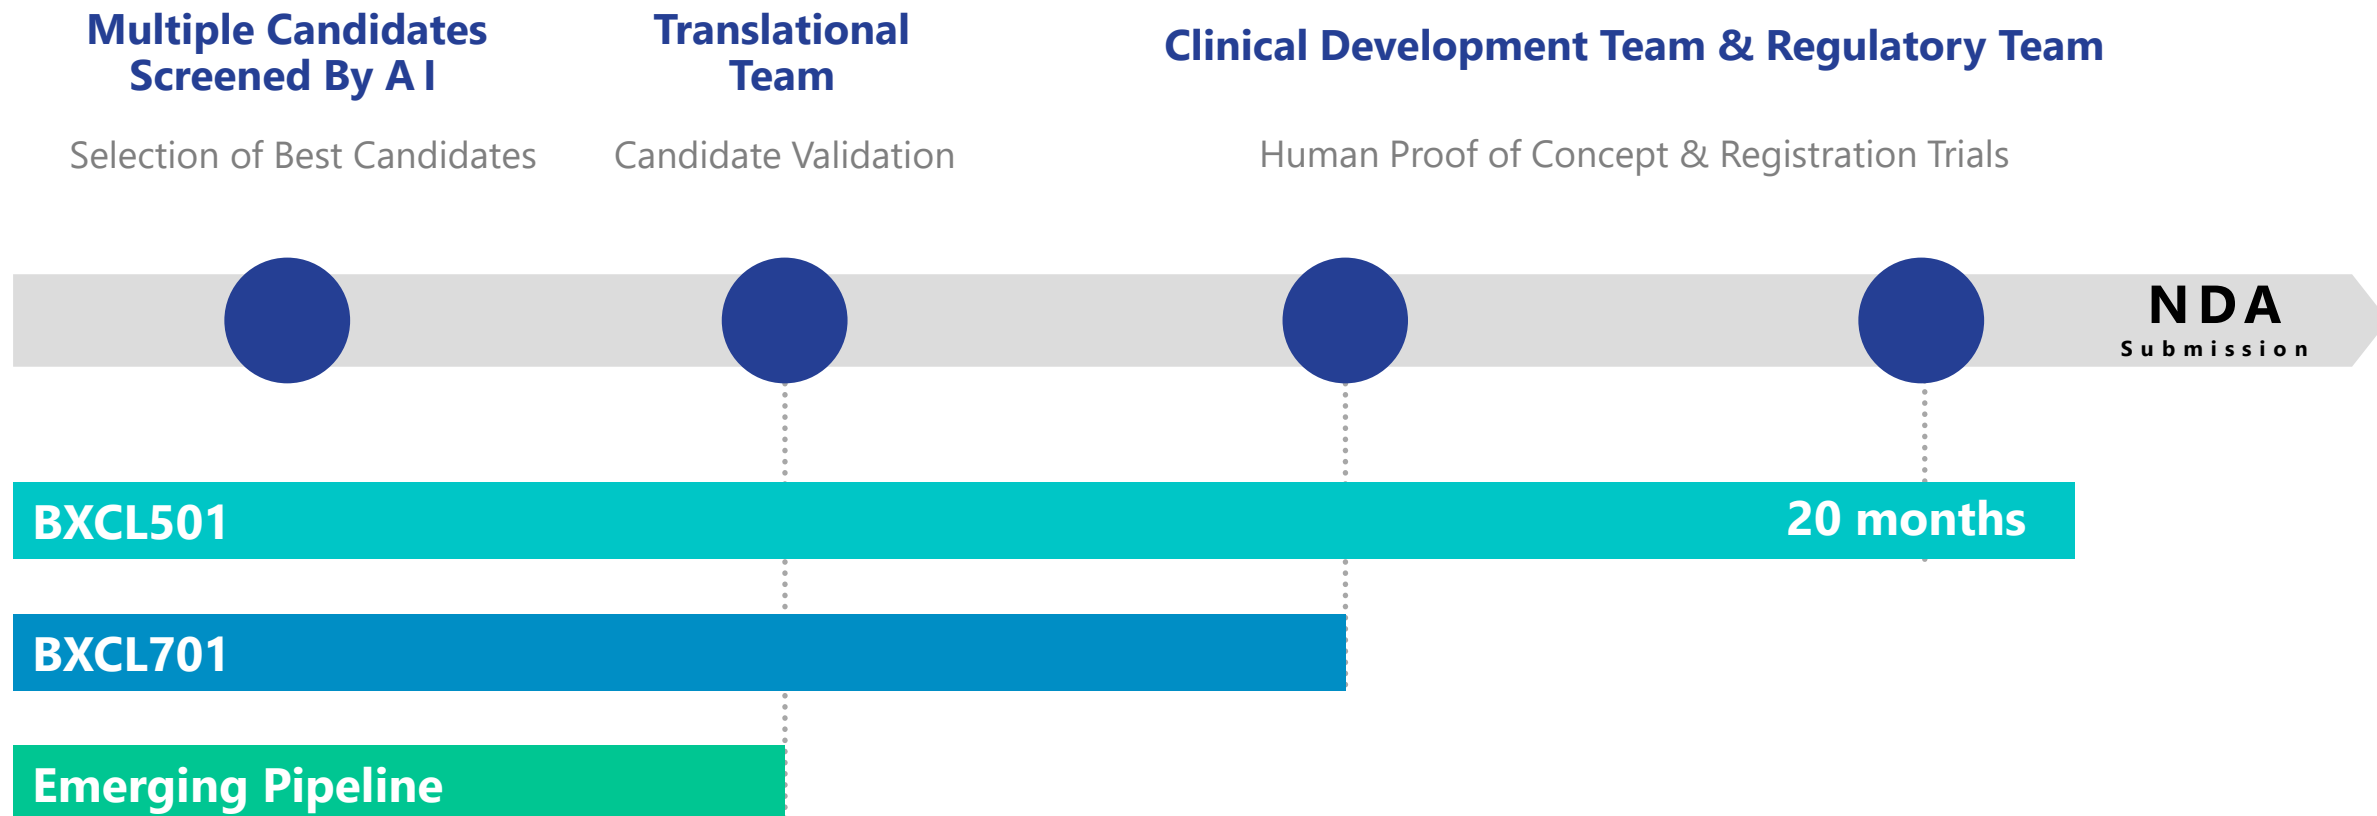 Multiple Candidates
Screened By A I
Translational
Team
Clinical Development Team & Regulatory Team
Selection of Best Candidates
Candidate Validation
Human Proof of Concept & Registration Trials
NDA
Submission
BXCL501
20 months
BXCL701
Emerging Pipeline